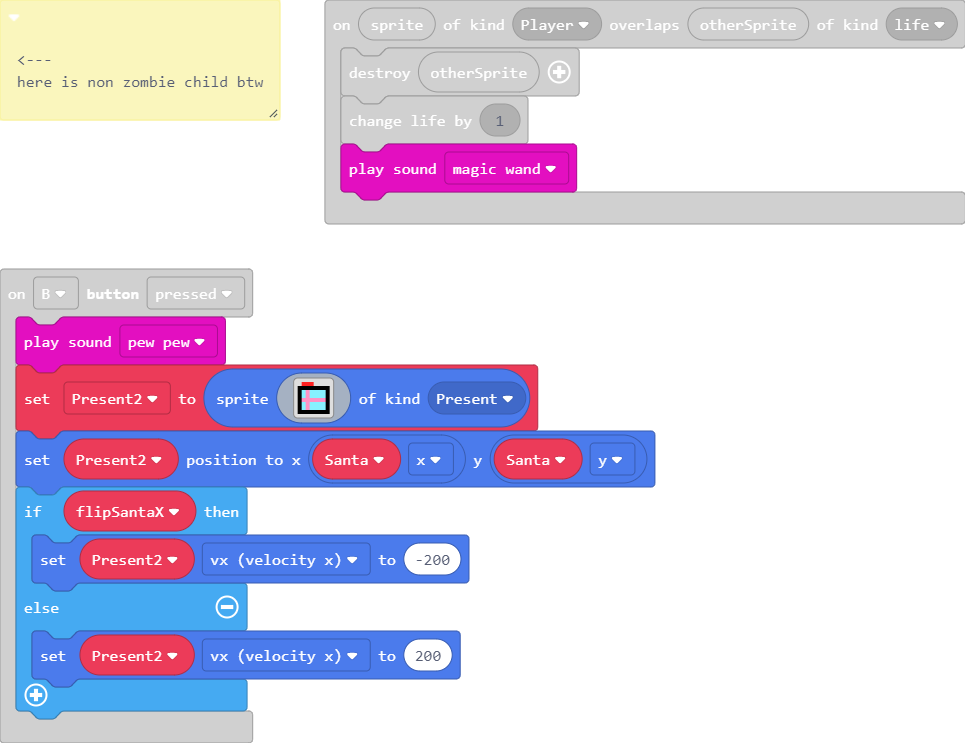 <---
here is non zombie child btw
on sprite of kind Player overlaps otherSprite of kind life
destroy otherSprite
change life by 1
play sound magic wand
on B button pressed
play sound pew pew
set Present2 to sprite of kind Present
set Present2 position to x Santa x y Santa y
if flipSantaX then
set Present2 vx (velocity x) to -200
else
set Present2 vx (velocity x) to 200